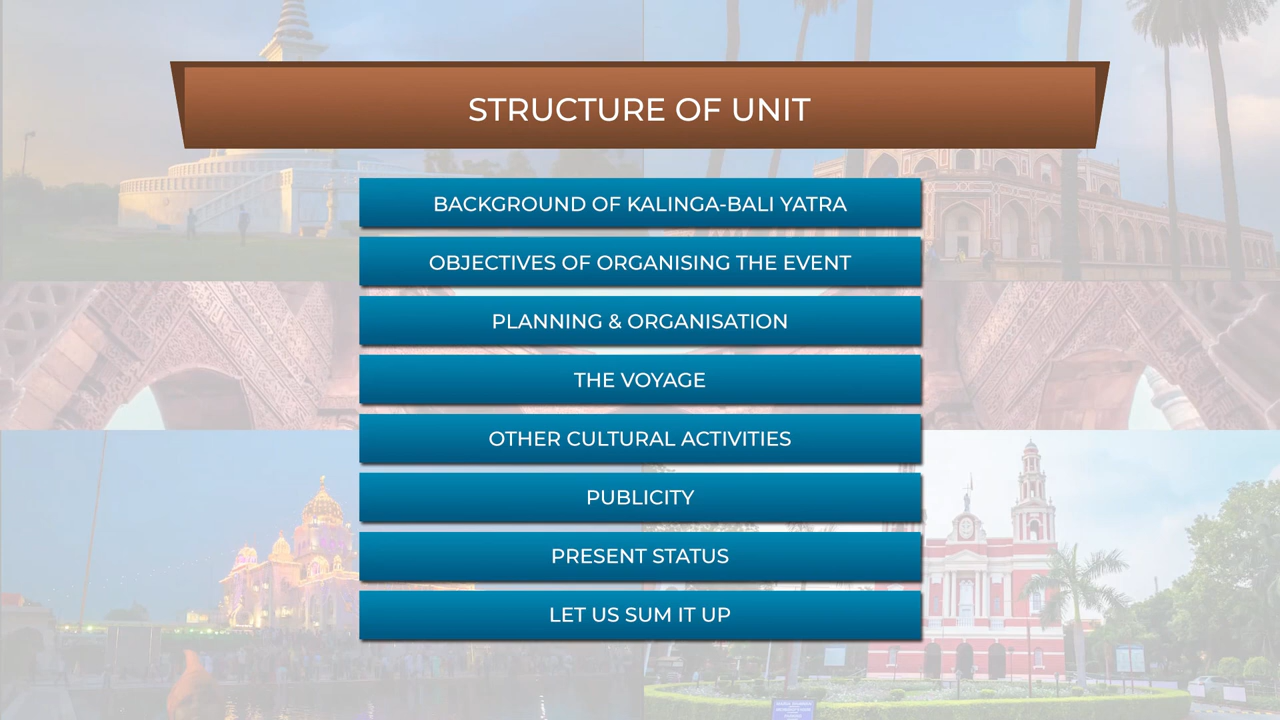 STRUCTURE OF UNIT
BACKGROUND OF KALINGA-BALI YATRA
OBJECTIVES OF ORGANISING THE EVENT
PLANNING & ORGANISATION
THE VOYAGE
OTHER CULTURAL ACTIVITIES
PUBLICITY
PRESENT STATUS
LET US SUM IT UP